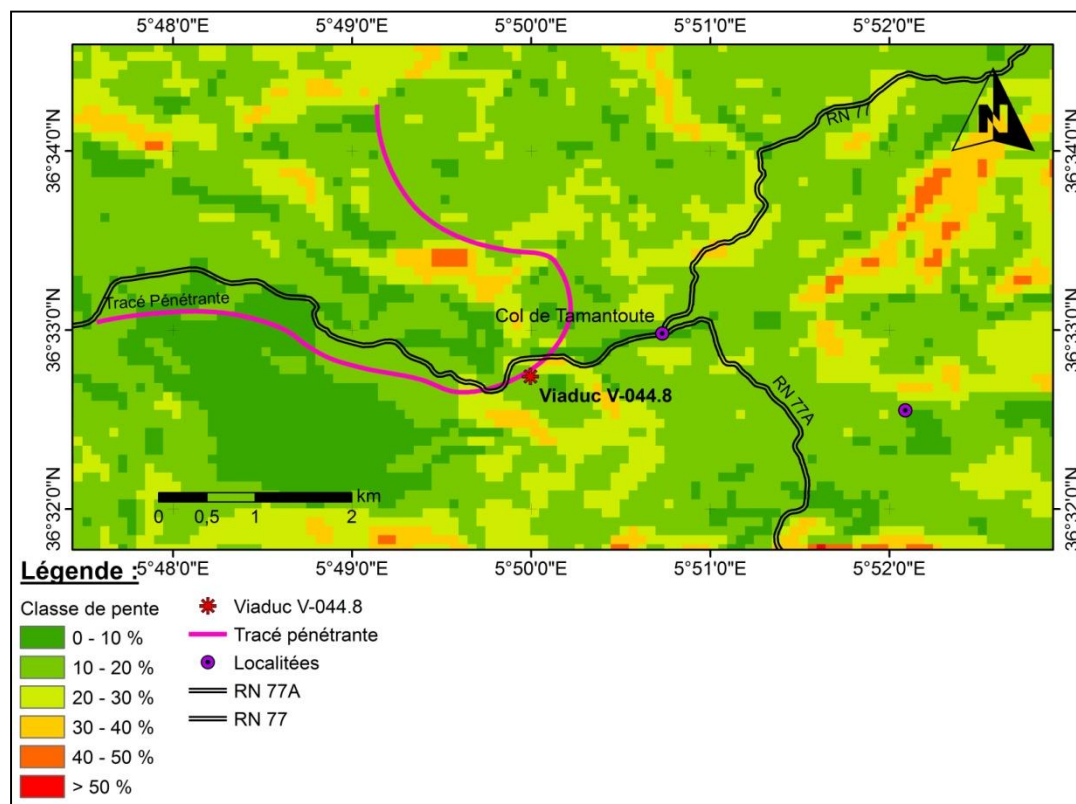 5°48'0"E
5°49'0"E
5°50'0"E
5°51'0"E
5°52'0"E
36°34'0"N
36°34'0"N
RN 77
N
Tracé Pénétrante
Col de Tamantoute
36°33'0"N
36°33'0"N
Viaduc V-044.8
RN 77A
km
0
0,5
1
2
36°32'0"N
36°32'0"N
5°48'0"E
5°49'0"E
5°50'0"E
5°51'0"E
5°52'0"E
Légende :
Classe de pente
0 - 10 %
10 - 20 %
20 - 30 %
30 - 40 %
40 - 50 %
> 50 %
Viaduc V-044.8
Tracé pénétrante
Localitées
RN 77A
RN 77